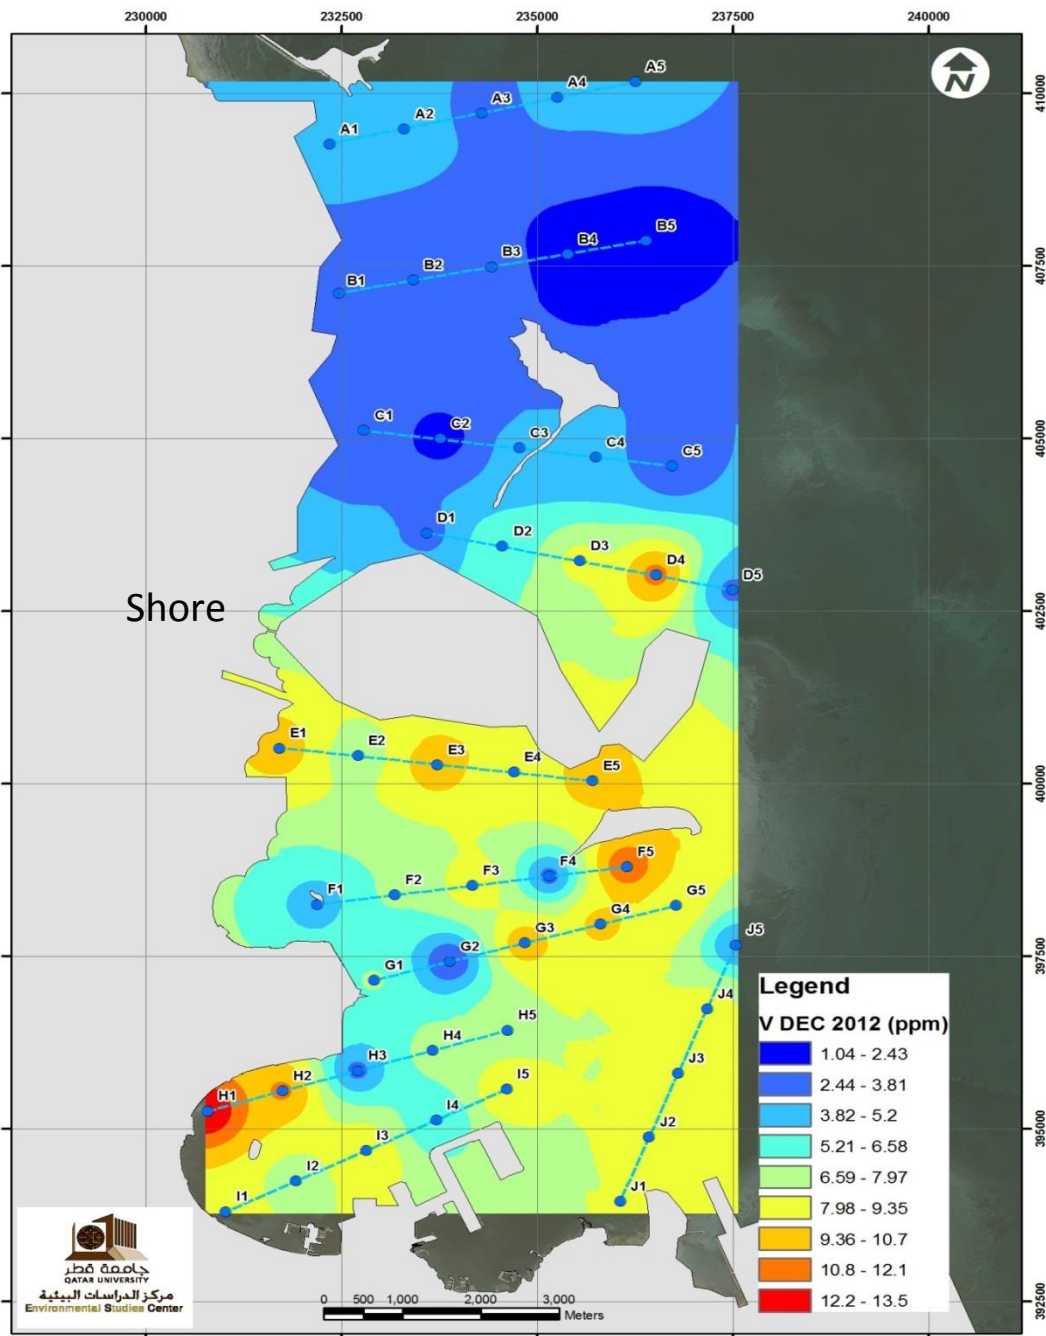 230000 232500 235000 237500 240000
A5
A4
A3
A2
A1
410000
B5
B4
B3
B2
B1
407500
C1
C2
C3
C4
C5
405000
D1
D2
D3
D4
D5
Shore
402500
E1
E2
E3
E4
E5
400000
F5
F4
F3
F2
F1
G5
G4
G3
G2
G1
J5
397500
J4
J3
J2
J1
H5
H4
H3
H2
H1
I5
I4
I3
I2
I1
395000
Legend
V DEC 2012 (ppm)
1.04 - 2.43
2.44 - 3.81
3.82 - 5.2
5.21 - 6.58
6.59 - 7.97
7.98 - 9.35
9.36 - 10.7
10.8 - 12.1
12.2 - 13.5
392500
N
جامعة قطر
QATAR UNIVERSITY
مركز الدراسات البيئية
Environmental Studies Center
0 500 1,000 2,000 3,000
Meters